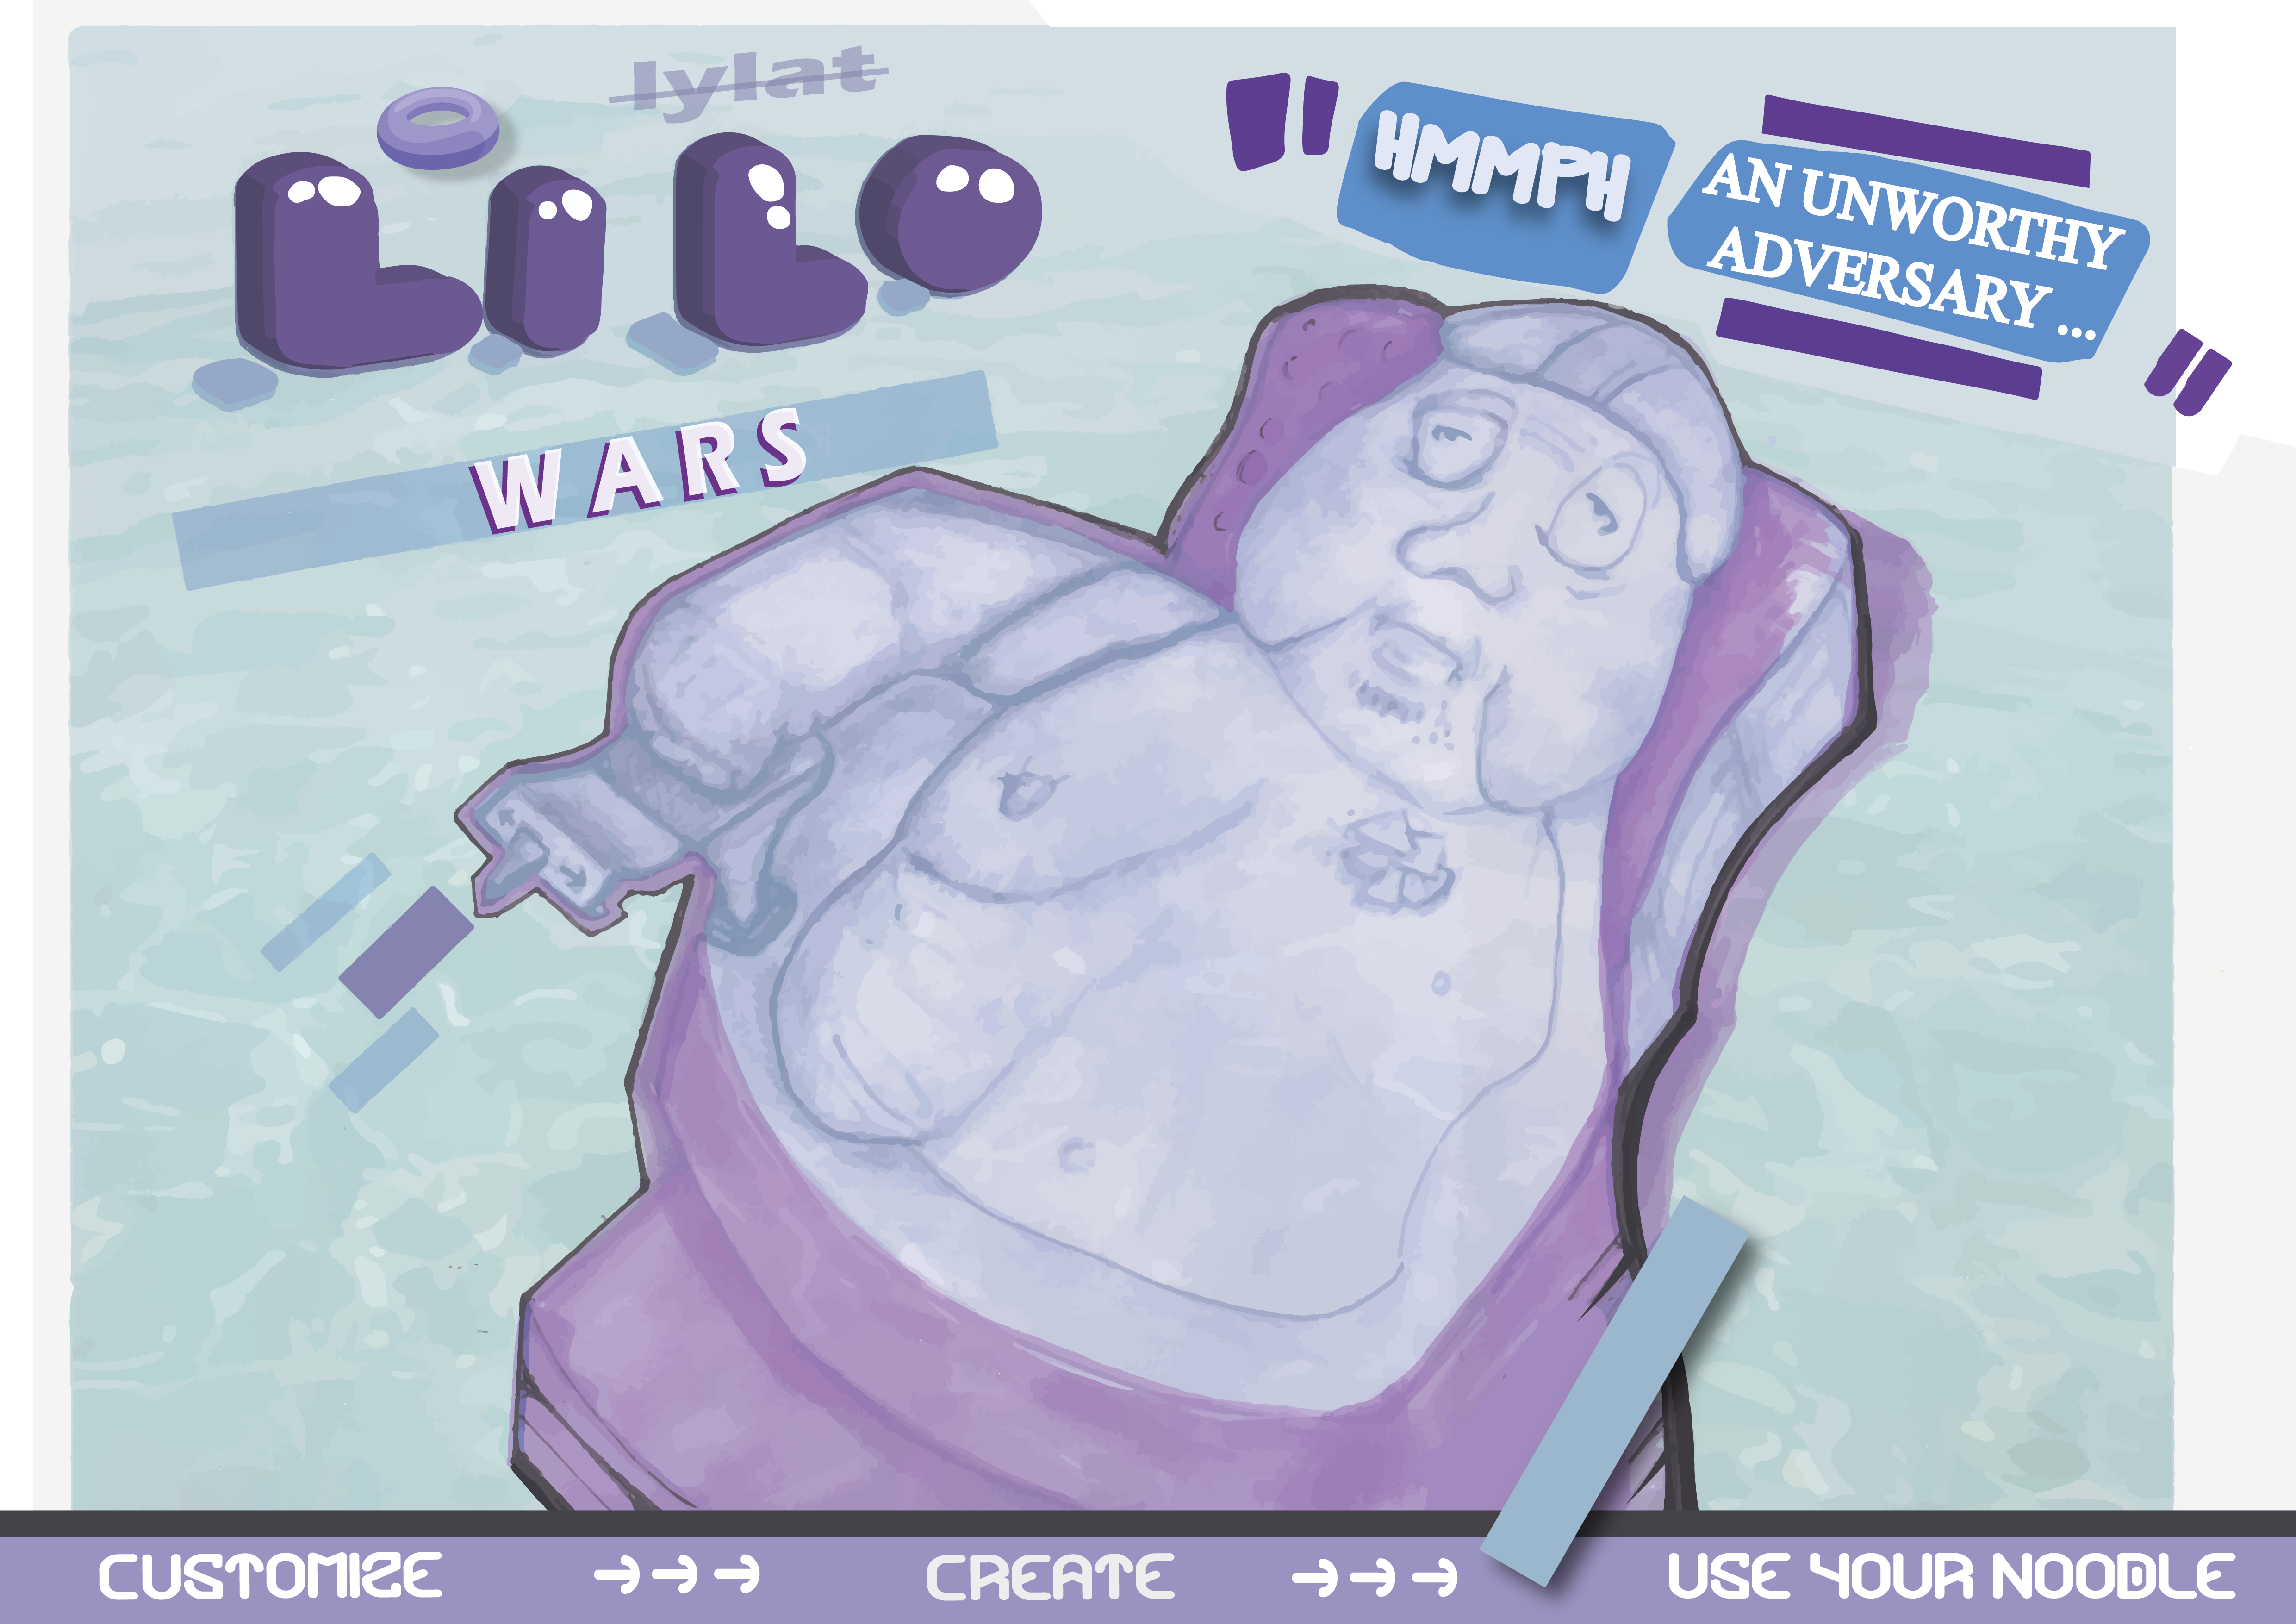 lylat
LiLO
WARS
"HMMPH
AN UNWORTHY
ADVERSARY ..."
CUSTOMIZE →→→ CREATE →→→ USE YOUR NOODLE